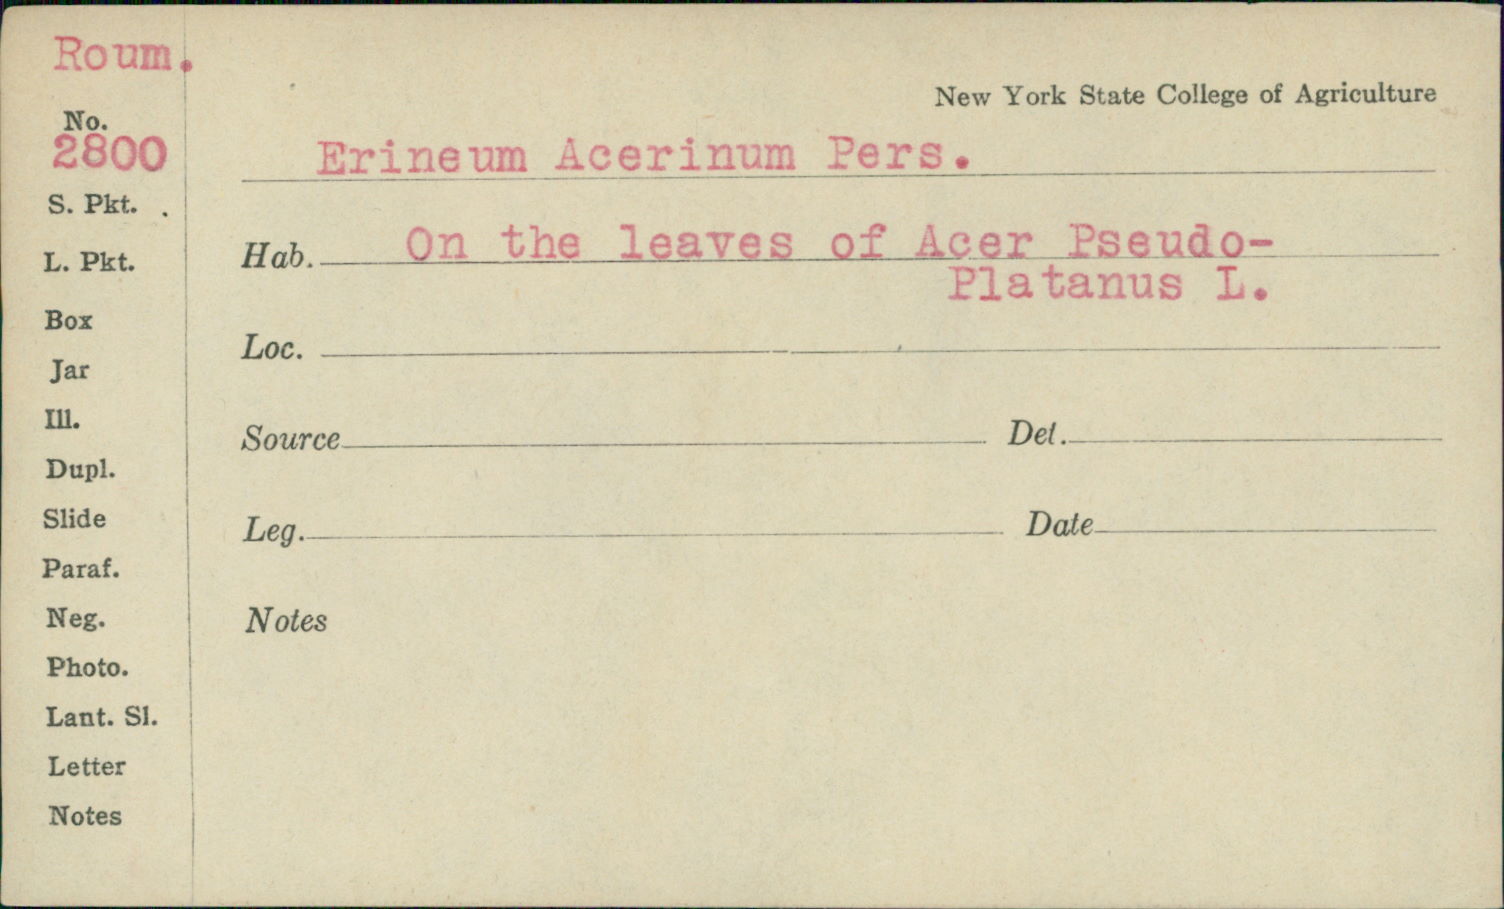 Roum.
New York State College of Agriculture
No.
2800
Erineum Acerinum Pers.
S. Pkt.
Hab. On the leaves of Acer Pseudo-
Platanus L.
L. Pkt.
Box
Loc.
Jar
Ill.
Source Det.
Dupl.
Slide
Leg. Date
Paraf.
Neg.
Notes
Photo.
Lant. Sl.
Letter
Notes